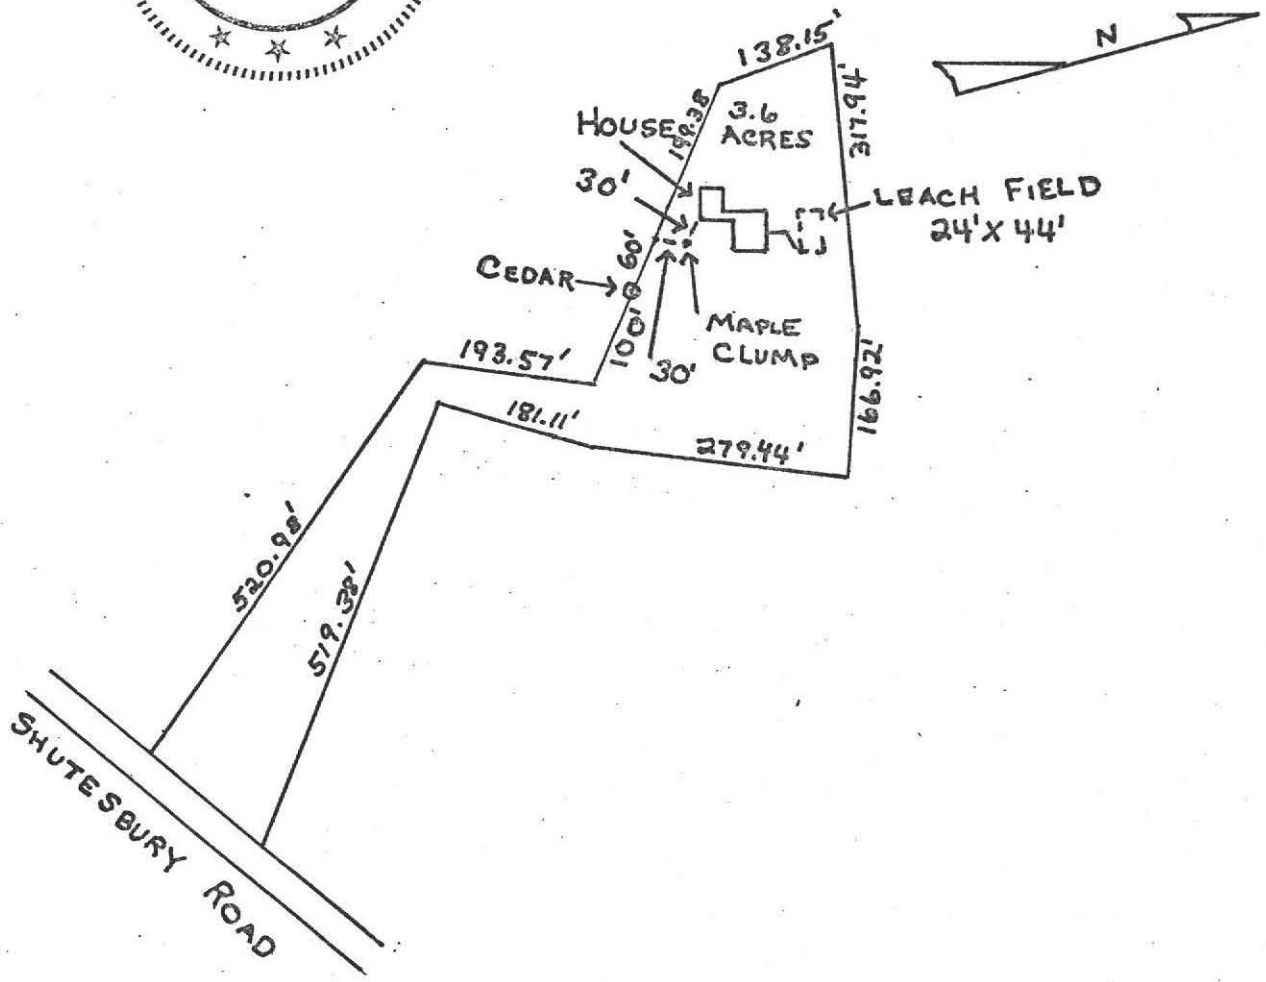 138.15'
N
317.94'
199.38
3.6
ACRES
HOUSE
30'
LEACH FIELD
24'X 44'
60'
CEDAR
100'
MAPLE
CLUMP
30'
193.57'
181.11'
279.44'
166.92'
520.98'
519.38'
SHUTESBURY ROAD